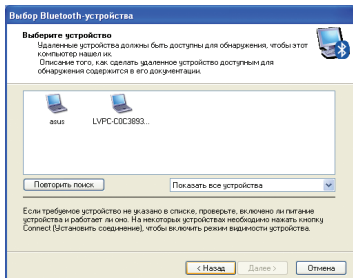 Выбор Bluetooth-устройства
Выберите устройство
Удаленные устройства должны быть доступны для обнаружения, чтобы этот
компьютер нашел их.
Описание того, как сделать удаленное устройство доступным для
обнаружения содержится в его документации.
asus LVPC-C0C3893...
Повторить поиск Показать все устройства
Если требуемое устройство не указано в списке, проверьте, включено ли питание
устройства и работает ли оно. На некоторых устройствах необходимо нажать кнопку
Connect (Установить соединение), чтобы включить режим видимости устройства.
< Назад Далее > Отмена